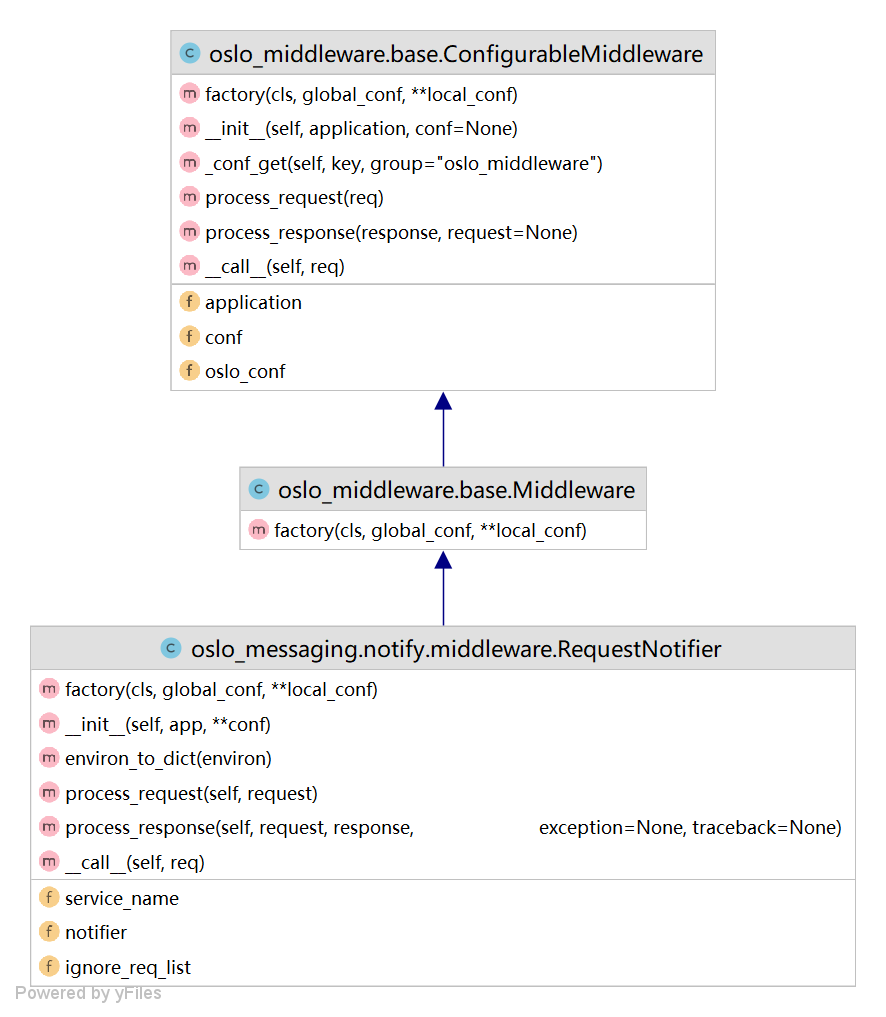 c oslo_middleware.base.ConfigurableMiddleware
m factory(cls, global_conf, **local_conf)
m __init__(self, application, conf=None)
m _conf_get(self, key, group="oslo_middleware")
m process_request(req)
m process_response(response, request=None)
m __call__(self, req)
f application
f conf
f oslo_conf
c oslo_middleware.base.Middleware
m factory(cls, global_conf, **local_conf)
c oslo_messaging.notify.middleware.RequestNotifier
m factory(cls, global_conf, **local_conf)
m __init__(self, app, **conf)
m environ_to_dict(environ)
m process_request(self, request)
m process_response(self, request, response, exception=None, traceback=None)
m __call__(self, req)
f service_name
f notifier
f ignore_req_list
Powered by yFiles